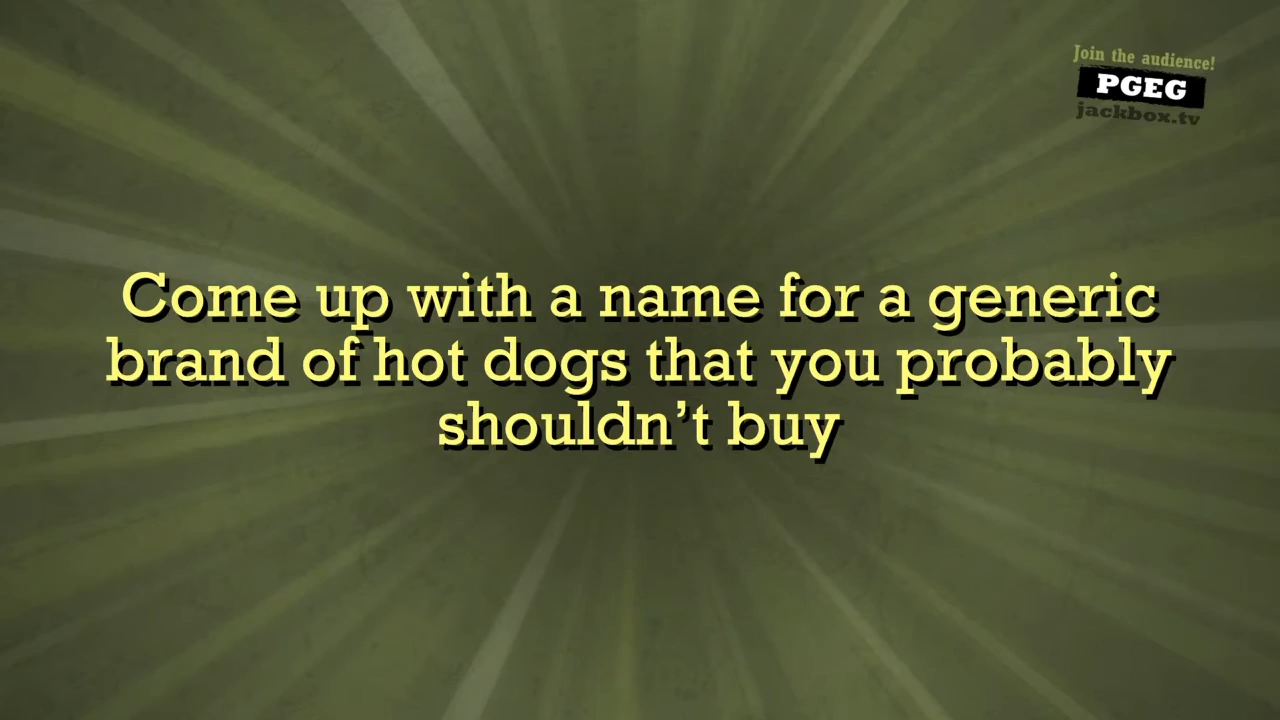 Join the audience!
PGEG
jackbox.tv
Come up with a name for a generic
brand of hot dogs that you probably
shouldn’t buy